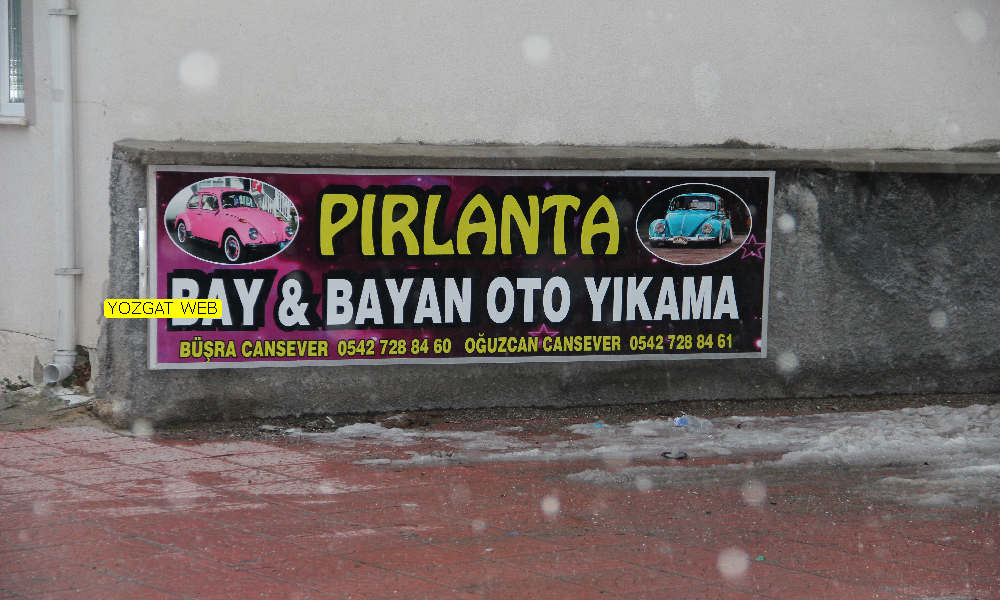 PIRLANTA
BAY & BAYAN OTO YIKAMA
YOZGAT WEB
BÜŞRA CANSEVER 0542 728 84 60 OĞUZCAN CANSEVER 0542 728 84 61